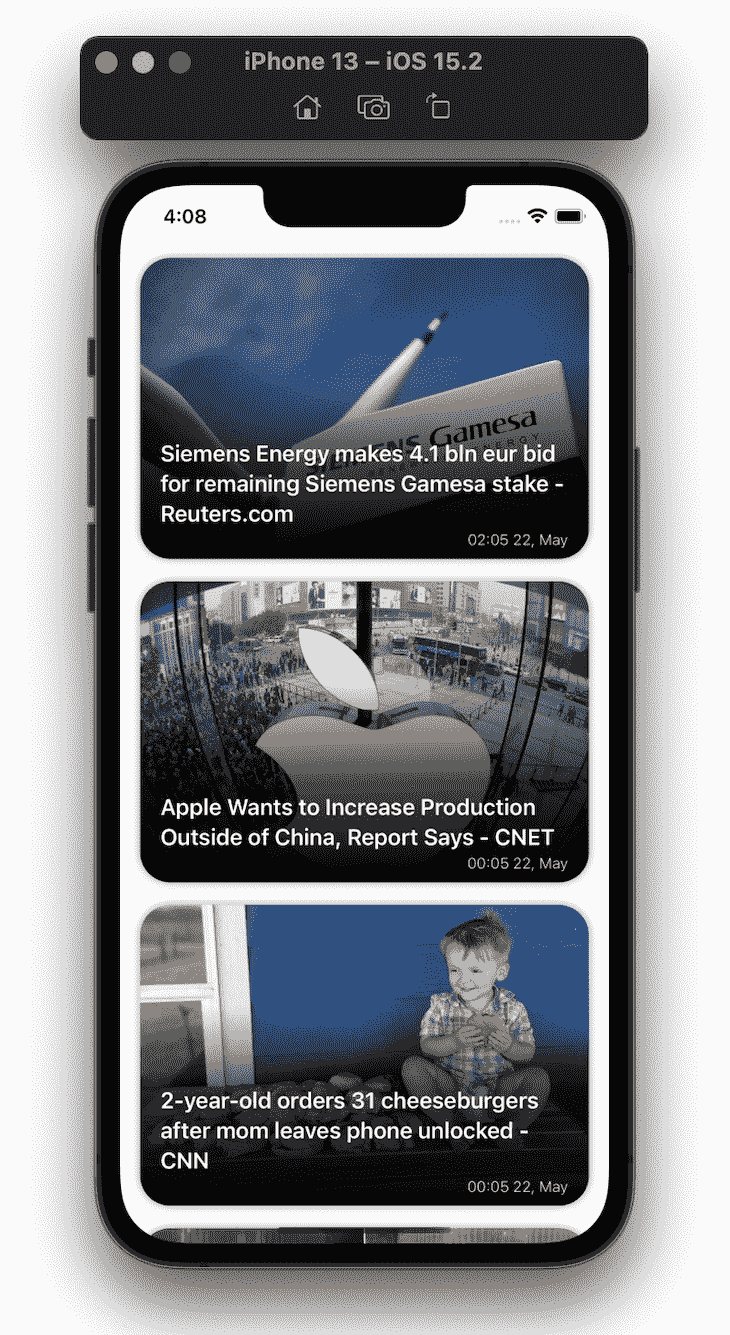 iPhone 13 – iOS 15.2
4:08
Gamesa
Siemens Energy makes 4.1 bln eur bid
for remaining Siemens Gamesa stake -
Reuters.com
02:05 22, May
Apple Wants to Increase Production
Outside of China, Report Says - CNET
00:05 22, May
2-year-old orders 31 cheeseburgers
after mom leaves phone unlocked -
CNN
00:05 22, May